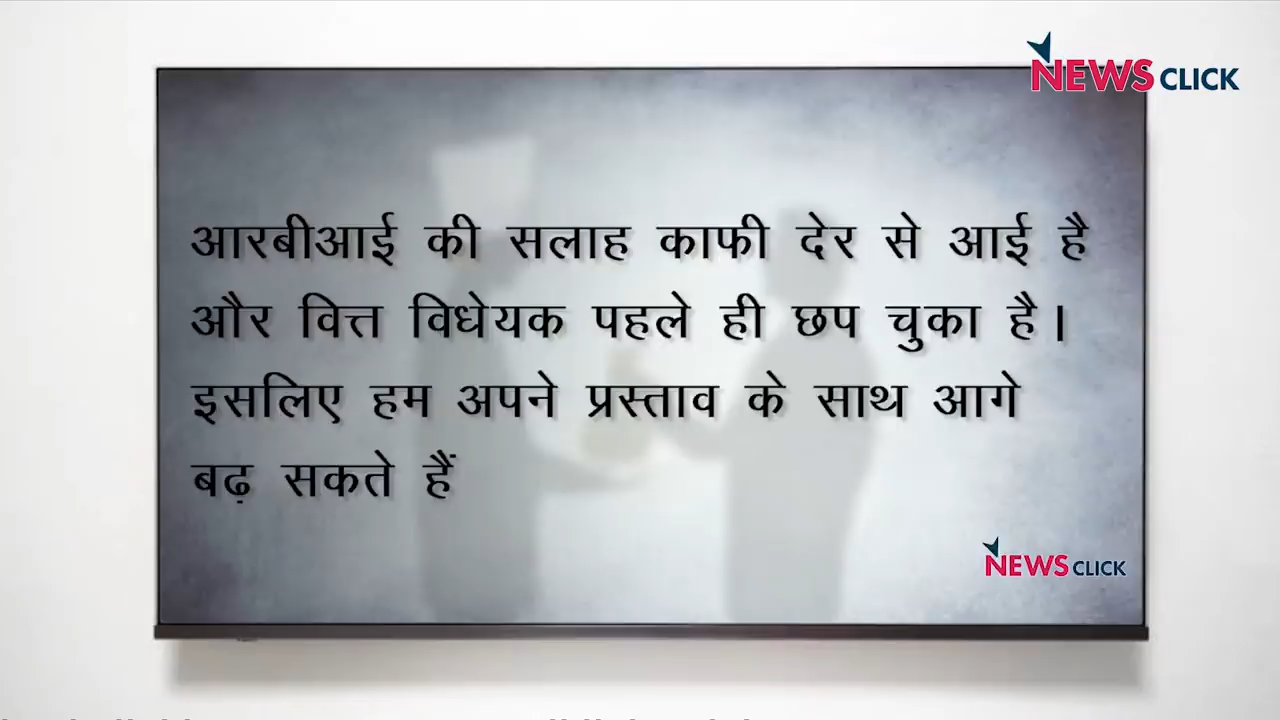 NEWS CLICK
आरबीआई की सलाह काफी देर से आई है
और वित्त विधेयक पहले ही छप चुका है।
इसलिए हम अपने प्रस्ताव के साथ आगे
बढ़ सकते हैं
NEWS CLICK